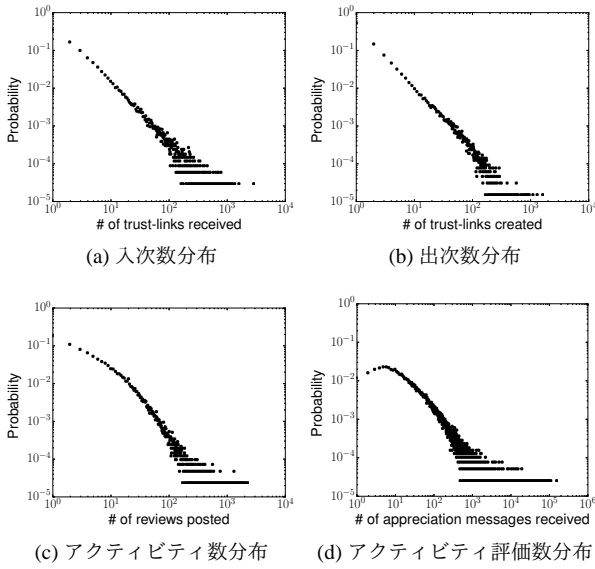 10^0
10^-1
10^-2
10^-3
10^-4
10^-5
Probability
10^0 10^1 10^2 10^3 10^4
# of trust-links received
(a) 入次数分布
10^0
10^-1
10^-2
10^-3
10^-4
10^-5
Probability
10^0 10^1 10^2 10^3 10^4
# of trust-links created
(b) 出次数分布
10^0
10^-1
10^-2
10^-3
10^-4
10^-5
Probability
10^0 10^1 10^2 10^3 10^4
# of reviews posted
(c) アクティビティ数分布
10^0
10^-1
10^-2
10^-3
10^-4
10^-5
Probability
10^0 10^1 10^2 10^3 10^4 10^5 10^6
# of appreciation messages received
(d) アクティビティ評価数分布